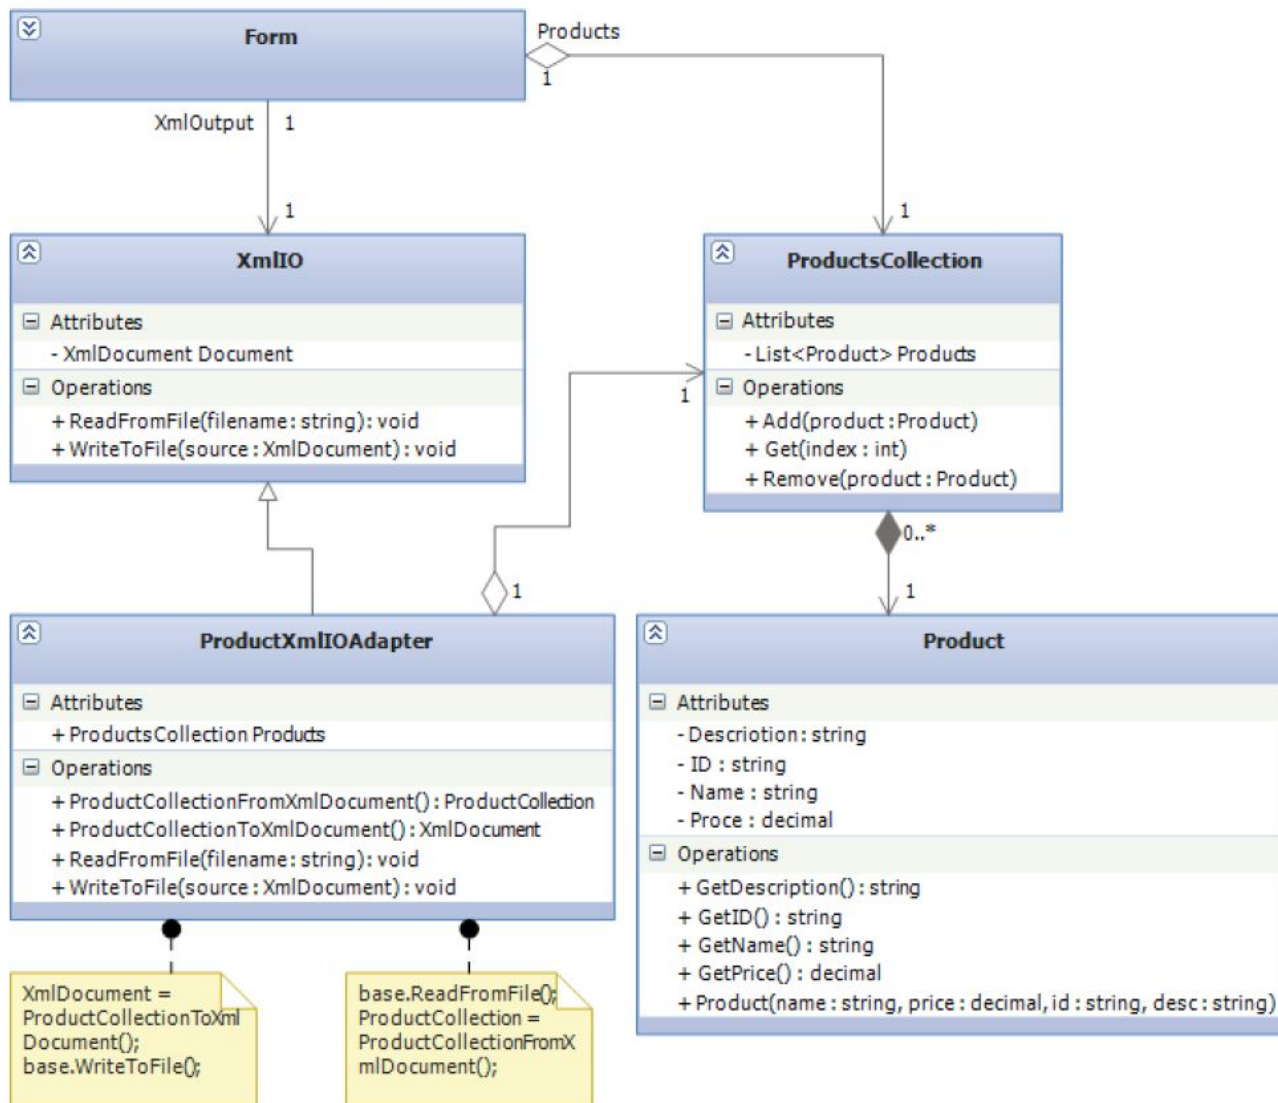 Form
Products
1
XmlOutput
1
1
1
XmlIO
Attributes
- XmlDocument Document
Operations
+ ReadFromFile(filename: string): void
+ WriteToFile(source: XmlDocument): void
ProductsCollection
Attributes
- List<Product> Products
Operations
+ Add(product: Product)
+ Get(index : int)
+ Remove(product: Product)
1
0..*
1
1
ProductXmlIOAdapter
Attributes
+ ProductsCollection Products
Operations
+ ProductCollectionFromXmlDocument(): ProductCollection
+ ProductCollectionToXmlDocument(): XmlDocument
+ ReadFromFile(filename: string): void
+ WriteToFile(source: XmlDocument): void
Product
Attributes
- Descriotion: string
- ID : string
- Name : string
- Proce : decimal
Operations
+ GetDescription(): string
+ GetID() : string
+ GetName() : string
+ GetPrice() : decimal
+ Product(name : string, price : decimal, id : string, desc : string)
XmlDocument =
ProductCollectionToXml
Document();
base.WriteToFile();
base.ReadFromFile();
ProductCollection =
ProductCollectionFromX
mlDocument();